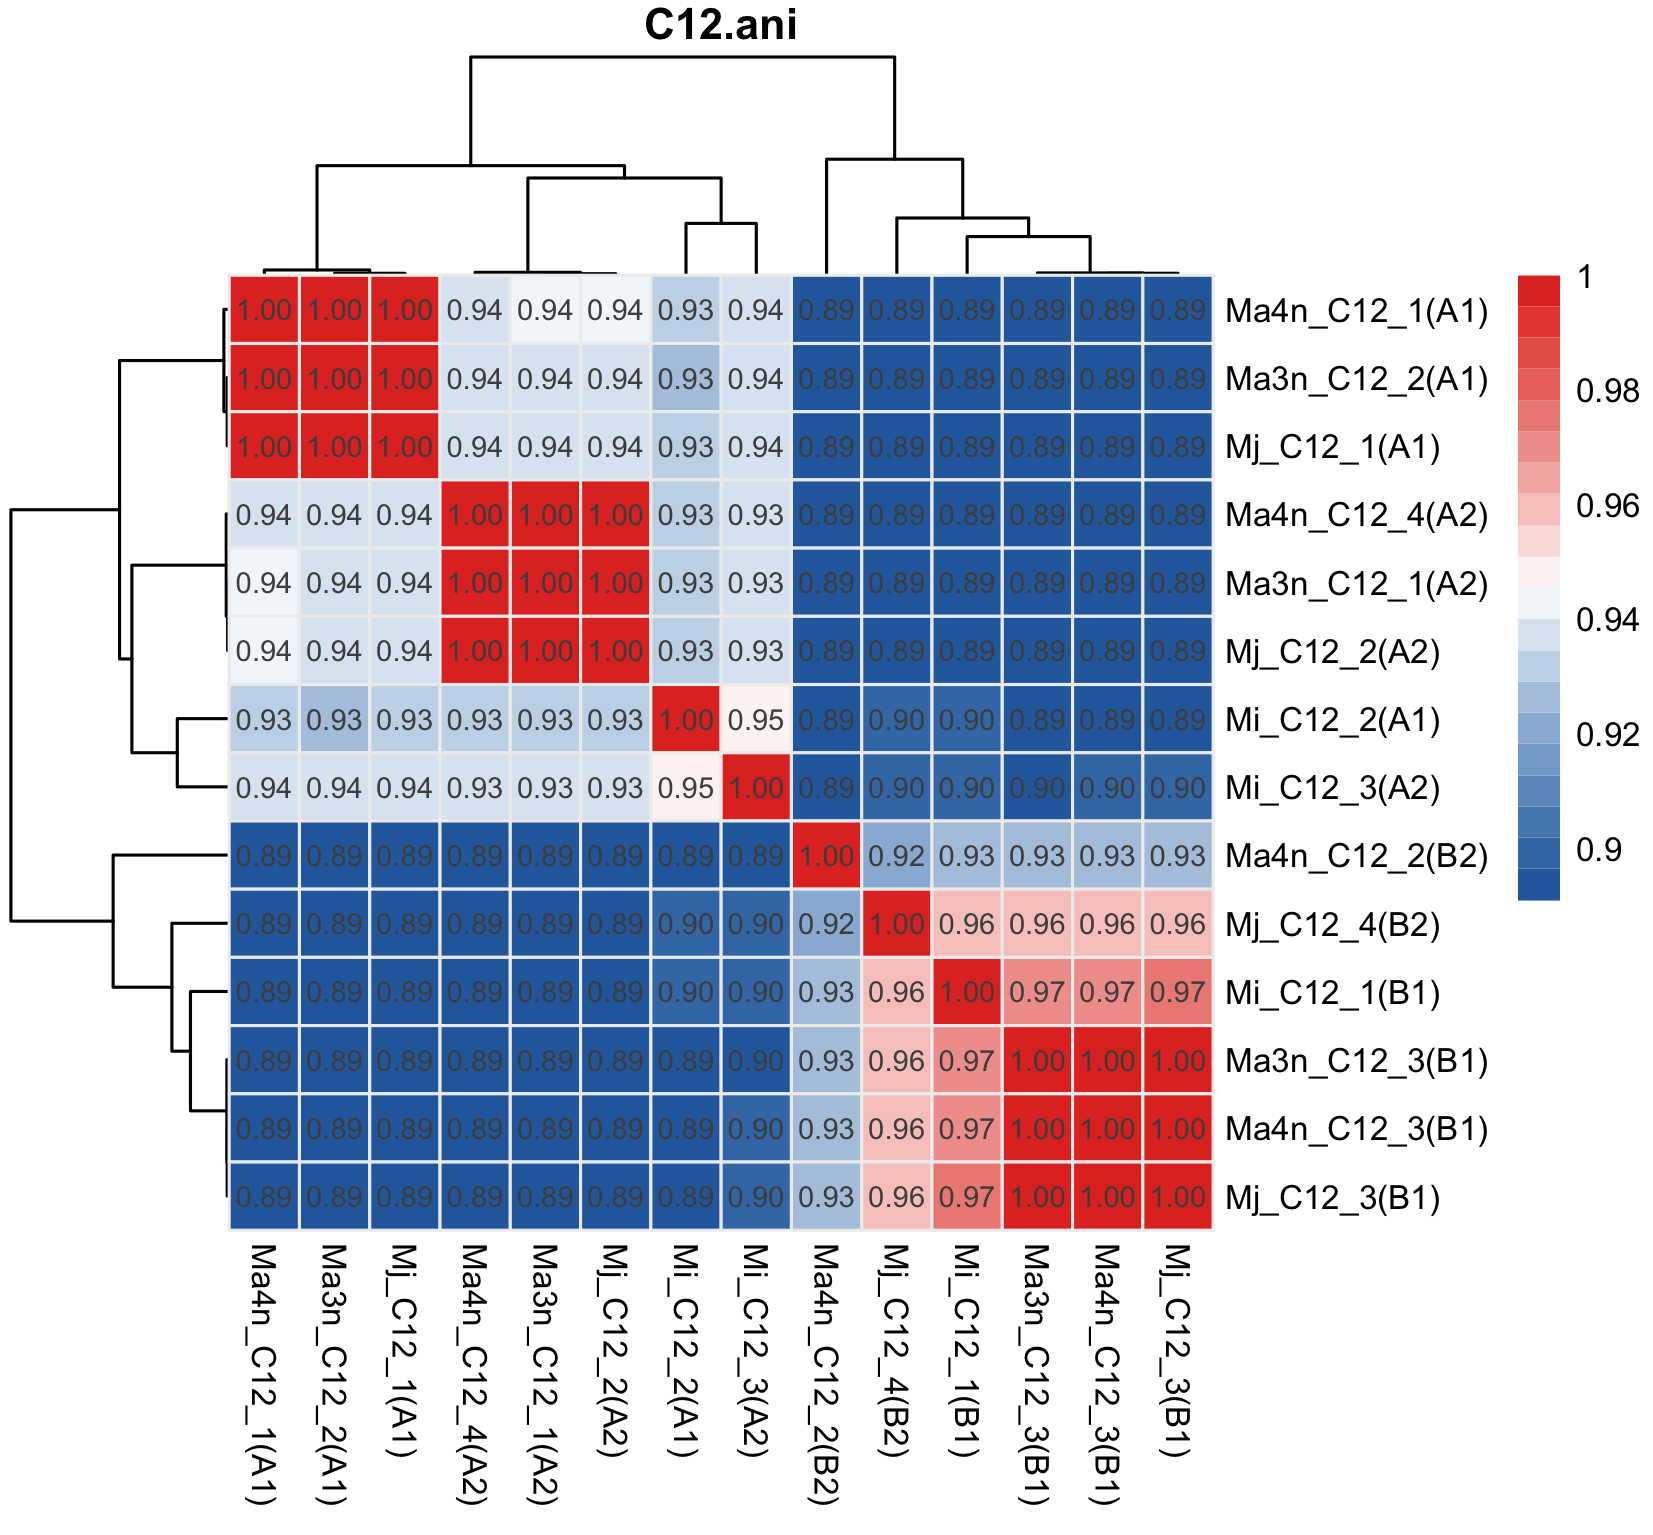 C12.ani
1.00 1.00 1.00 0.94 0.94 0.94 0.93 0.94 0.89 0.89 0.89 0.89 0.89 0.89 Ma4n_C12_1(A1)
1.00 1.00 1.00 0.94 0.94 0.94 0.93 0.94 0.89 0.89 0.89 0.89 0.89 0.89 Ma3n_C12_2(A1)
1.00 1.00 1.00 0.94 0.94 0.94 0.93 0.94 0.89 0.89 0.89 0.89 0.89 0.89 Mj_C12_1(A1)
0.94 0.94 0.94 1.00 1.00 1.00 0.93 0.93 0.89 0.89 0.89 0.89 0.89 0.89 Ma4n_C12_4(A2)
0.94 0.94 0.94 1.00 1.00 1.00 0.93 0.93 0.89 0.89 0.89 0.89 0.89 0.89 Ma3n_C12_1(A2)
0.94 0.94 0.94 1.00 1.00 1.00 0.93 0.93 0.89 0.89 0.89 0.89 0.89 0.89 Mj_C12_2(A2)
0.93 0.93 0.93 0.93 0.93 0.93 1.00 0.95 0.89 0.90 0.90 0.89 0.89 0.89 Mi_C12_2(A1)
0.94 0.94 0.94 0.93 0.93 0.93 0.95 1.00 0.89 0.90 0.90 0.90 0.90 0.90 Mi_C12_3(A2)
0.89 0.89 0.89 0.89 0.89 0.89 0.89 0.89 1.00 0.92 0.93 0.93 0.93 0.93 Ma4n_C12_2(B2)
0.89 0.89 0.89 0.89 0.89 0.89 0.90 0.90 0.92 1.00 0.96 0.96 0.96 0.96 Mj_C12_4(B2)
0.89 0.89 0.89 0.89 0.89 0.89 0.90 0.90 0.93 0.96 1.00 0.97 0.97 0.97 Mi_C12_1(B1)
0.89 0.89 0.89 0.89 0.89 0.89 0.89 0.90 0.93 0.96 0.97 1.00 1.00 1.00 Ma3n_C12_3(B1)
0.89 0.89 0.89 0.89 0.89 0.89 0.89 0.90 0.93 0.96 0.97 1.00 1.00 1.00 Ma4n_C12_3(B1)
0.89 0.89 0.89 0.89 0.89 0.89 0.89 0.90 0.93 0.96 0.97 1.00 1.00 1.00 Mj_C12_3(B1)
Ma4n_C12_1(A1)
Ma3n_C12_2(A1)
Mj_C12_1(A1)
Ma4n_C12_4(A2)
Ma3n_C12_1(A2)
Mj_C12_2(A2)
Mi_C12_2(A1)
Mi_C12_3(A2)
Ma4n_C12_2(B2)
Mj_C12_4(B2)
Mi_C12_1(B1)
Ma3n_C12_3(B1)
Ma4n_C12_3(B1)
Mj_C12_3(B1)
1
0.98
0.96
0.94
0.92
0.9